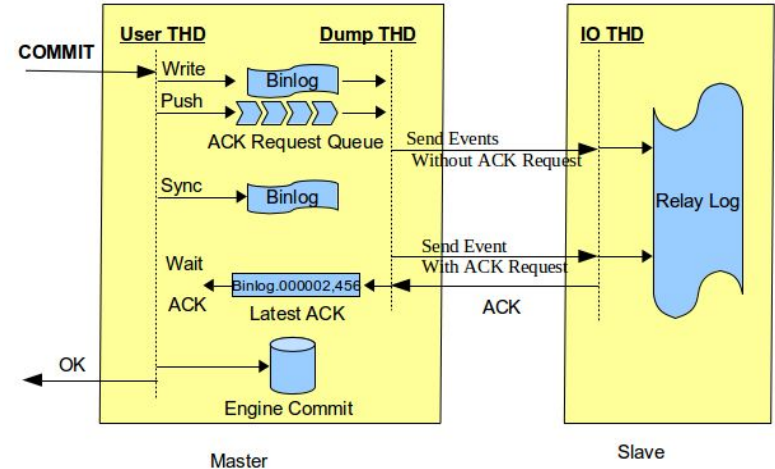 User THD
Dump THD
IO THD
COMMIT
Write
Binlog
Push
ACK Request Queue
Send Events
Without ACK Request
Sync
Binlog
Relay Log
Send Event
With ACK Request
Wait
ACK
Binlog.000002,456
Latest ACK
ACK
OK
Engine Commit
Master
Slave